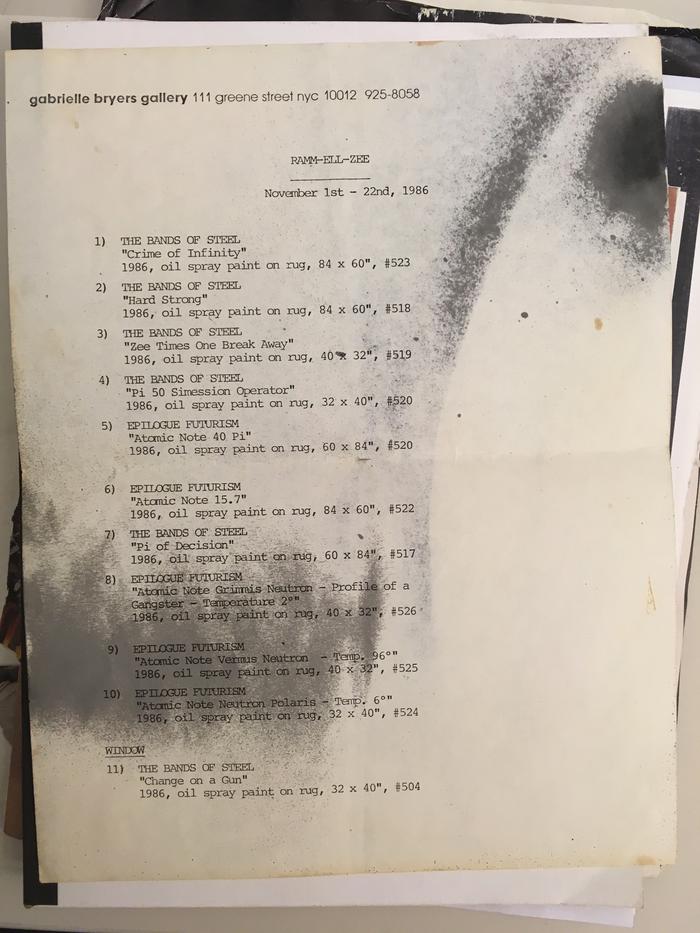 gabrielle bryers gallery 111 greene street nyc 10012 925-8058
RAMM-ELL-ZEE
November 1st - 22nd, 1986
1) THE BANDS OF STEEL
"Crime of Infinity"
1986, oil spray paint on rug, 84 x 60", #523
2) THE BANDS OF STEEL
"Hard Strong"
1986, oil spray paint on rug, 84 x 60", #518
3) THE BANDS OF STEEL
"Zee Times One Break Away"
1986, oil spray paint on rug, 40 x 32", #519
4) THE BANDS OF STEEL
"Pi 50 Simession Operator"
1986, oil spray paint on rug, 32 x 40", #520
5) EPILOGUE FUTURISM
"Atomic Note 40 Pi"
1986, oil spray paint on rug, 60 x 84", #520
6) EPILOGUE FUTURISM
"Atomic Note 15.7"
1986, oil spray paint on rug, 84 x 60", #522
7) THE BANDS OF STEEL
"Pi of Decision"
1986, oil spray paint on rug, 60 x 84", #517
8) EPILOGUE FUTURISM
"Atomic Note Grimmis Neutron - Profile of a
Gangster - Temperature 2°"
1986, oil spray paint on rug, 40 x 32", #526
9) EPILOGUE FUTURISM
"Atomic Note Vermus Neutron - Temp. 96°"
1986, oil spray paint on rug, 40 x 32", #525
10) EPILOGUE FUTURISM
"Atomic Note Neutron Polaris - Temp. 6°"
1986, oil spray paint on rug, 32 x 40", #524
WINDOW
11) THE BANDS OF STEEL
"Change on a Gun"
1986, oil spray paint on rug, 32 x 40", #504